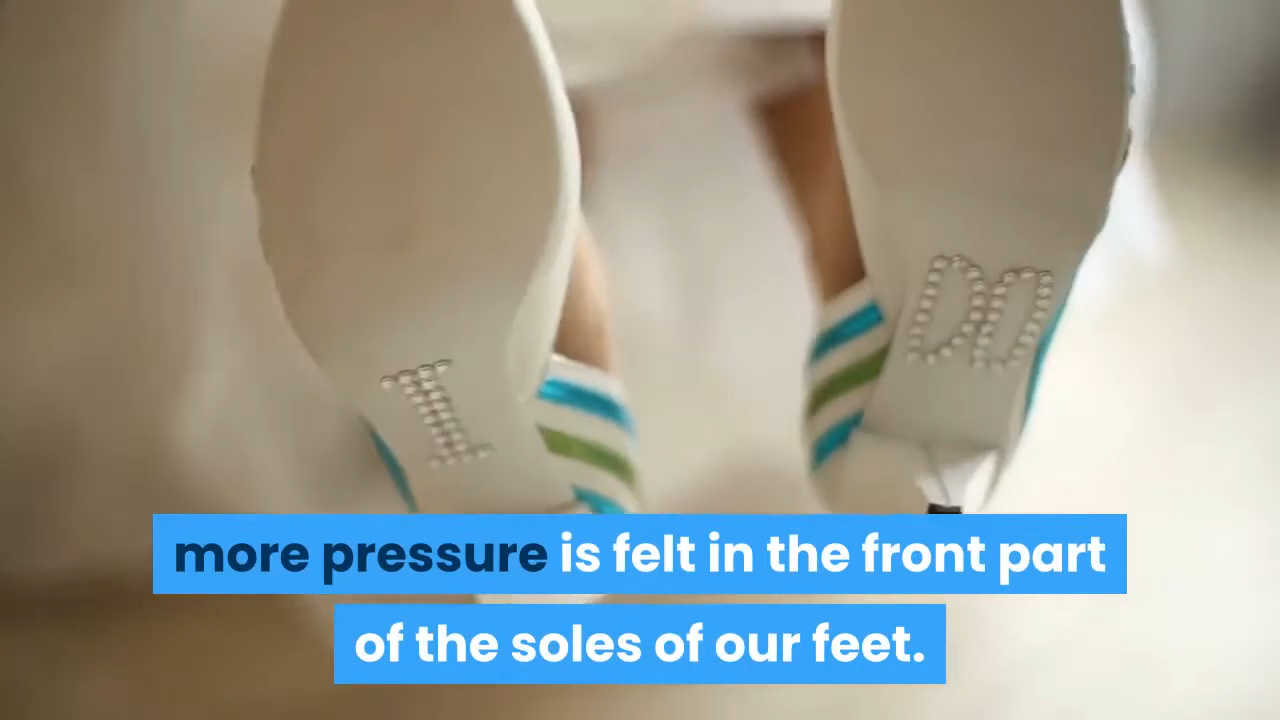 I DO
more pressure is felt in the front part
of the soles of our feet.